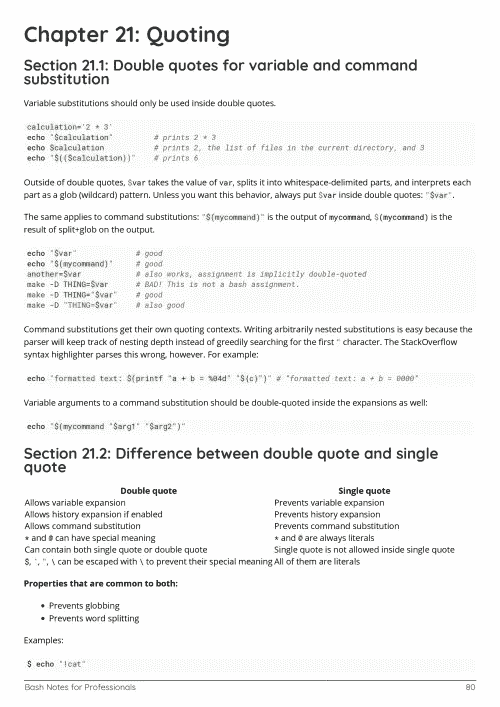 Chapter 21: Quoting
Section 21.1: Double quotes for variable and command
substitution
Variable substitutions should only be used inside double quotes.
calculation='2 * 3'
echo "$calculation" # prints 2 * 3
echo $calculation # prints 2, the list of files in the current directory, and 3
echo "$(($calculation))" # prints 6
Outside of double quotes, $var takes the value of var, splits it into whitespace-delimited parts, and interprets each
part as a glob (wildcard) pattern. Unless you want this behavior, always put $var inside double quotes: "$var".
The same applies to command substitutions: "$(mycommand)" is the output of mycommand, $(mycommand) is the
result of split+glob on the output.
echo "$var" # good
echo "$(mycommand)" # good
another=$var # also works, assignment is implicitly double-quoted
make -D THING=$var # BAD! This is not a bash assignment.
make -D THING="$var" # good
make -D "THING=$var" # also good
Command substitutions get their own quoting contexts. Writing arbitrarily nested substitutions is easy because the
parser will keep track of nesting depth instead of greedily searching for the first " character. The StackOverflow
syntax highlighter parses this wrong, however. For example:
echo "formatted text: $(printf "a + b = %04d" "${c}")" # "formatted text: a + b = 0000"
Variable arguments to a command substitution should be double-quoted inside the expansions as well:
echo "$(mycommand "$arg1" "$arg2")"
Section 21.2: Difference between double quote and single
quote
Double quote Single quote
Allows variable expansion Prevents variable expansion
Allows history expansion if enabled Prevents history expansion
Allows command substitution Prevents command substitution
* and @ can have special meaning * and @ are always literals
Can contain both single quote or double quote Single quote is not allowed inside single quote
$, `, ", \ can be escaped with \ to prevent their special meaning All of them are literals
Properties that are common to both:
• Prevents globbing
• Prevents word splitting
Examples:
$ echo "!cat"
Bash Notes for Professionals 80